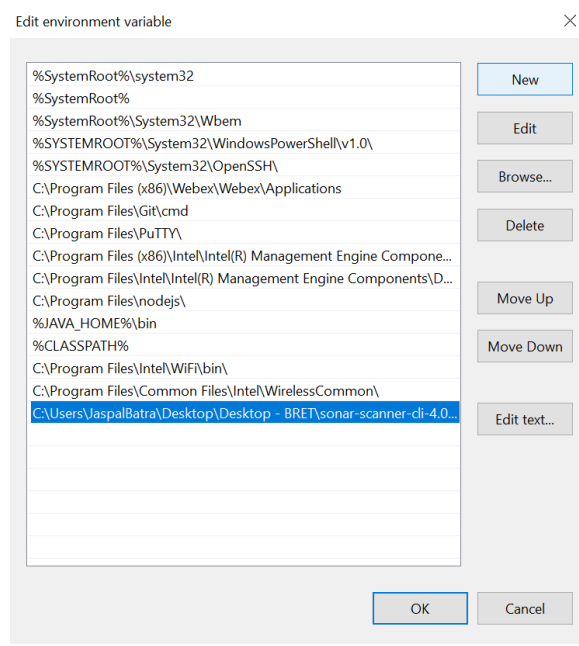 Edit environment variable
%SystemRoot%\system32
%SystemRoot%
%SystemRoot%\System32\Wbem
%SYSTEMROOT%\System32\WindowsPowerShell\v1.0\
%SYSTEMROOT%\System32\OpenSSH\
C:\Program Files (x86)\Webex\Webex\Applications
C:\Program Files\Git\cmd
C:\Program Files\PuTTY\
C:\Program Files (x86)\Intel\Intel(R) Management Engine Compone...
C:\Program Files\Intel\Intel(R) Management Engine Components\D...
C:\Program Files\nodejs\
%JAVA_HOME%\bin
%CLASSPATH%
C:\Program Files\Intel\WiFi\bin\
C:\Program Files\Common Files\Intel\WirelessCommon\
C:\Users\JaspalBatra\Desktop\Desktop - BRET\sonar-scanner-cli-4.0...
New
Edit
Browse...
Delete
Move Up
Move Down
Edit text...
OK
Cancel